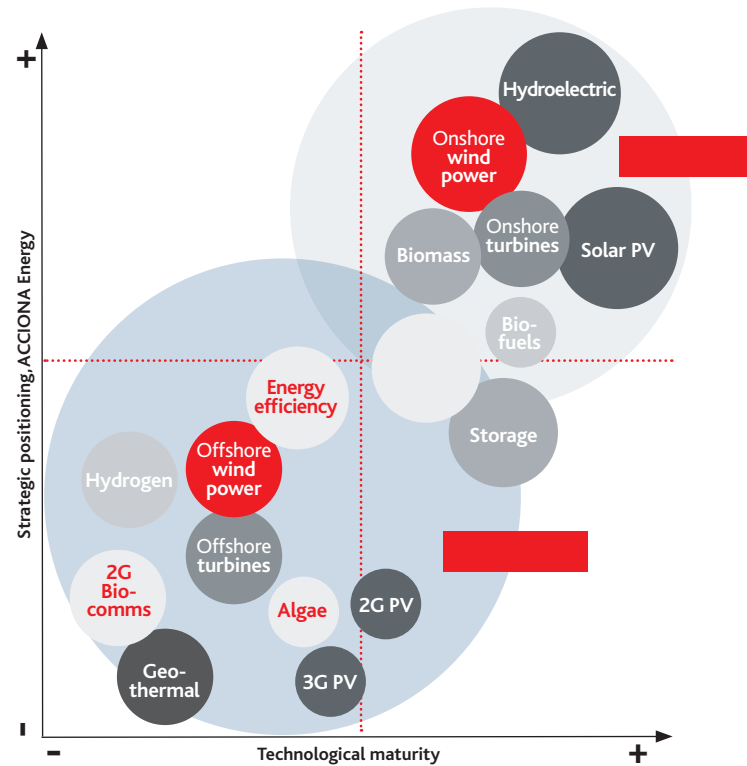 +
Hydroelectric
Onshore
wind
power
Onshore
turbines
Biomass
Solar PV
Bio-
fuels
Energy
efficiency
Storage
Offshore
wind
power
Hydrogen
Offshore
turbines
2G
Bio-
comms
Algae
2G PV
Geo-
thermal
3G PV
Strategic positioning, ACCIONA Energy
-
-
Technological maturity
+